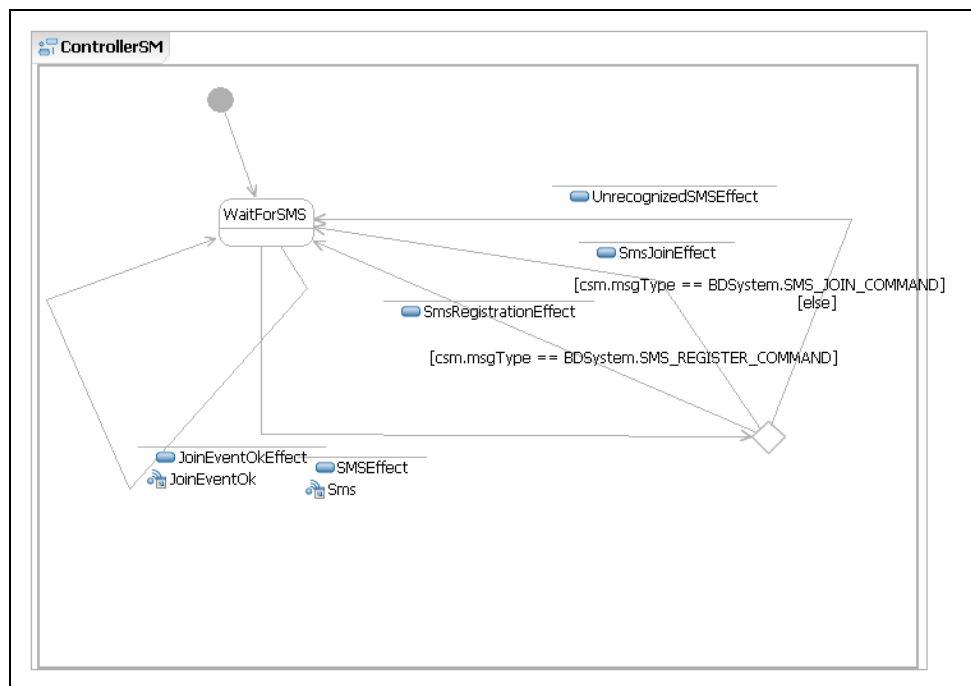 ControllerSM
UnrecognizedSMSEffect
WaitForSMS
SmsJoinEffect
[csm.msgType == BDSystem.SMS_JOIN_COMMAND]
[else]
SmsRegistrationEffect
[csm.msgType == BDSystem.SMS_REGISTER_COMMAND]
JoinEventOkEffect
JoinEventOk
SMSEffect
Sms